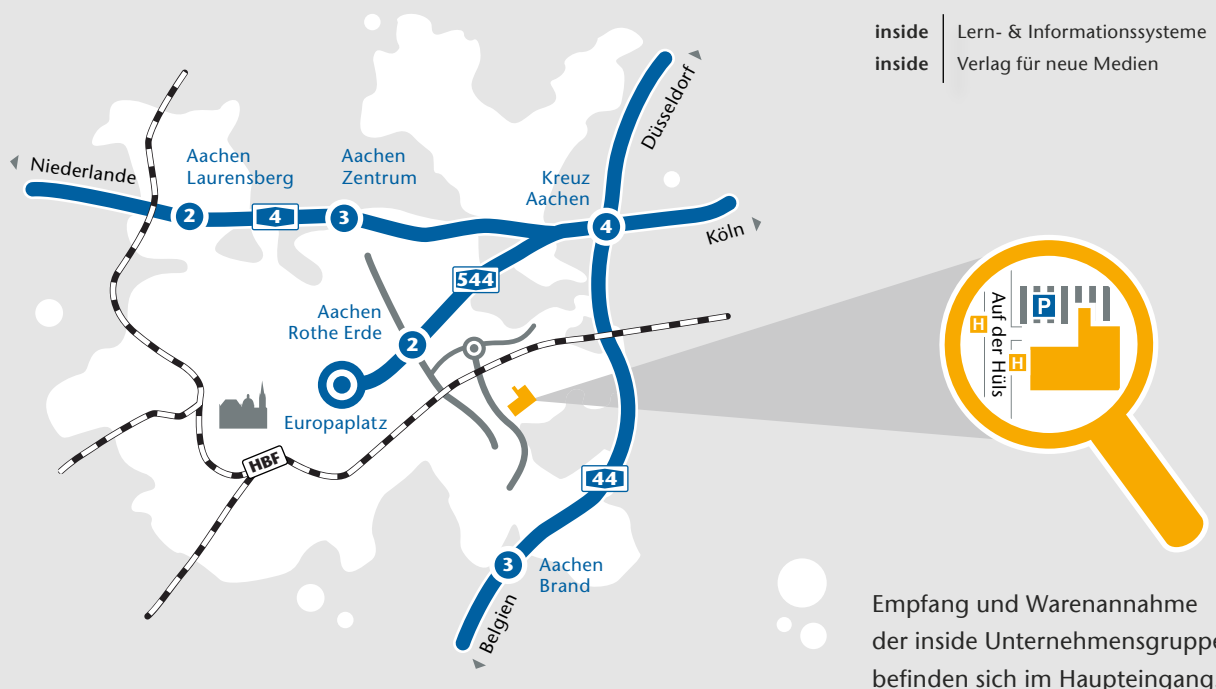 inside Lern- & Informationssysteme
inside Verlag für neue Medien
Düsseldorf
Niederlande
Aachen
Laurensberg
Aachen
Zentrum
Kreuz
Aachen
2
4
3
4
Köln
544
Aachen
Rothe Erde
2
Europaplatz
HBF
44
3
Aachen
Brand
Belgien
P
H
H
Auf der Hüls
Empfang und Warenannahme
der inside Unternehmensgruppe
befinden sich im Haupteingang